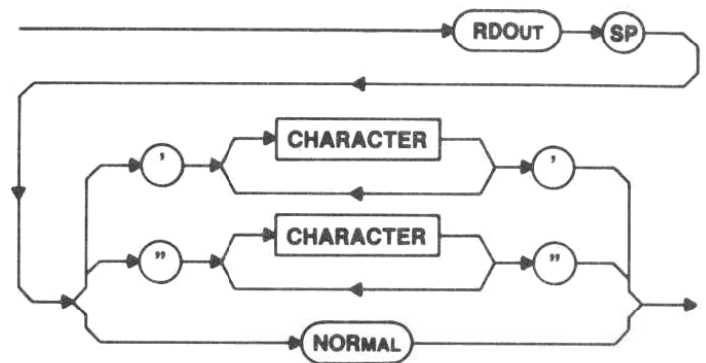 RDOUT SP
' CHARACTER '
" CHARACTER "
NORMAL